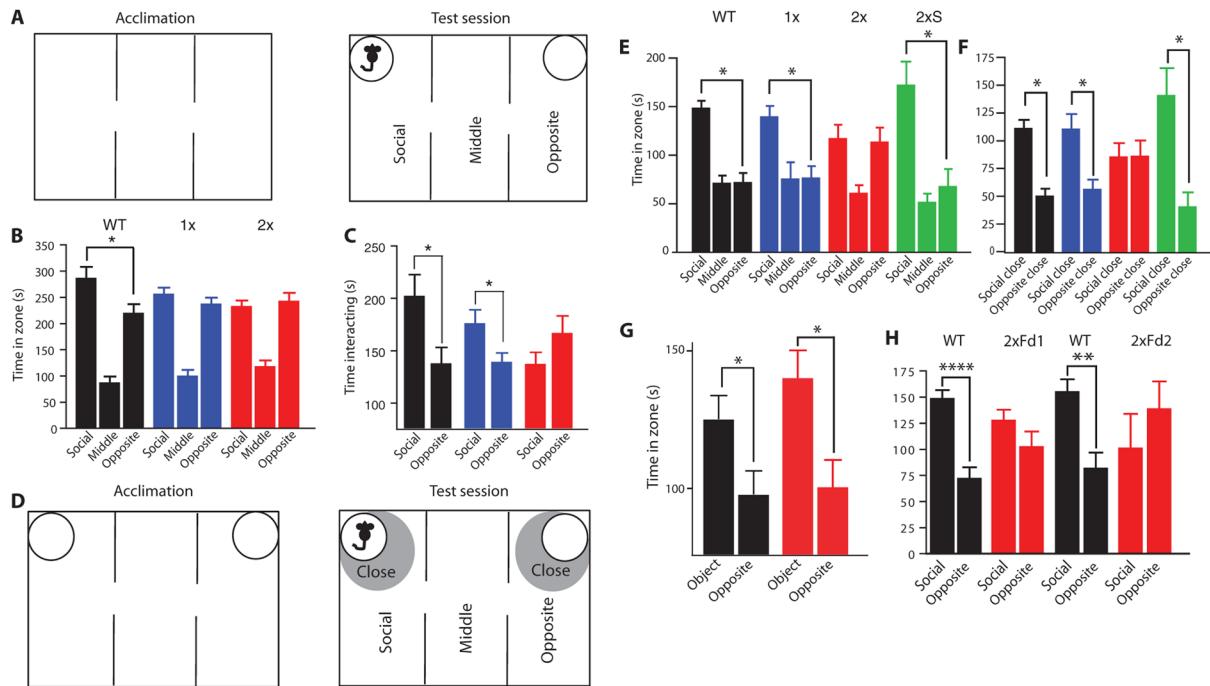 A
Acclimation
Test session
Social
Middle
Opposite
B
WT
1x
2x
*
Time in zone (s)
350
300
250
200
150
100
50
0
Social
Middle
Opposite
Social
Middle
Opposite
Social
Middle
Opposite
C
*
*
Time interacting (s)
250
200
150
100
Social
Opposite
Social
Opposite
Social
Opposite
D
Acclimation
Test session
Close
Close
Social
Middle
Opposite
WT
1x
2x
2xS
E
*
*
*
Time in zone (s)
200
150
100
50
0
Social
Middle
Opposite
Social
Middle
Opposite
Social
Middle
Opposite
Social
Middle
Opposite
F
*
*
*
175
150
125
100
75
50
25
0
Social close
Opposite close
Social close
Opposite close
Social close
Opposite close
Social close
Opposite close
G
*
*
Time in zone (s)
150
100
Object
Opposite
Object
Opposite
H
WT
2xFd1
WT
2xFd2
****
**
175
150
125
100
75
50
25
0
Social
Opposite
Social
Opposite
Social
Opposite
Social
Opposite